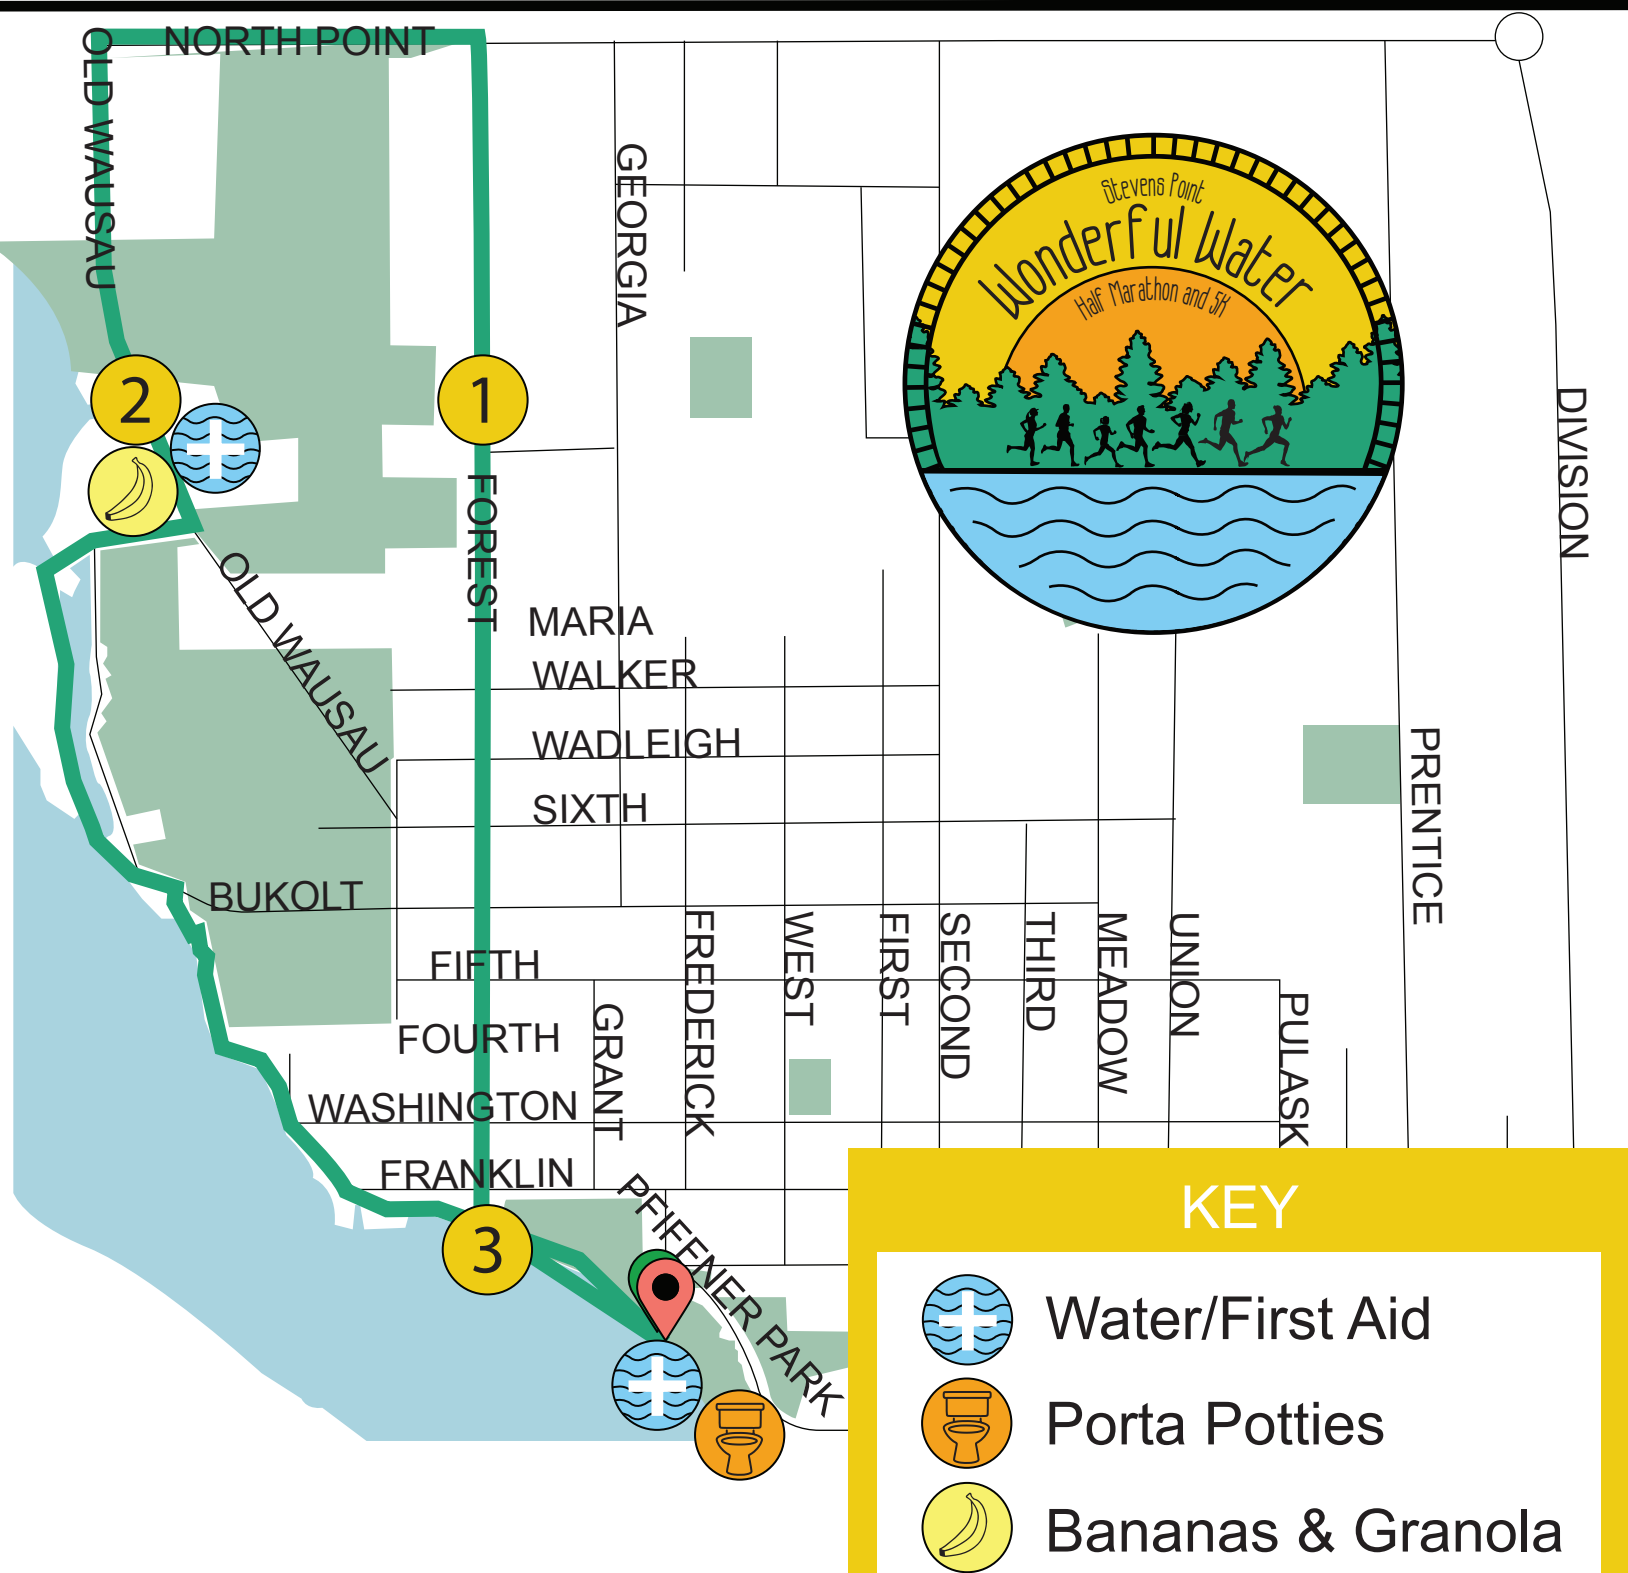 NORTH POINT
OLD WAUSAU
GEORGIA
Stevens Point
Wonderful Water
Half Marathon and 5K
2
1
DIVISION
FOREST
OLD WAUSAU
MARIA
WALKER
WADLEIGH
SIXTH
PRENTICE
BUKOLT
FREDERICK
WEST
FIRST
SECOND
THIRD
MEADOW
UNION
FIFTH
PULASK
GRANT
FOURTH
WASHINGTON
FRANKLIN
PFIFFNER PARK
3
KEY
Water/First Aid
Porta Potties
Bananas & Granola